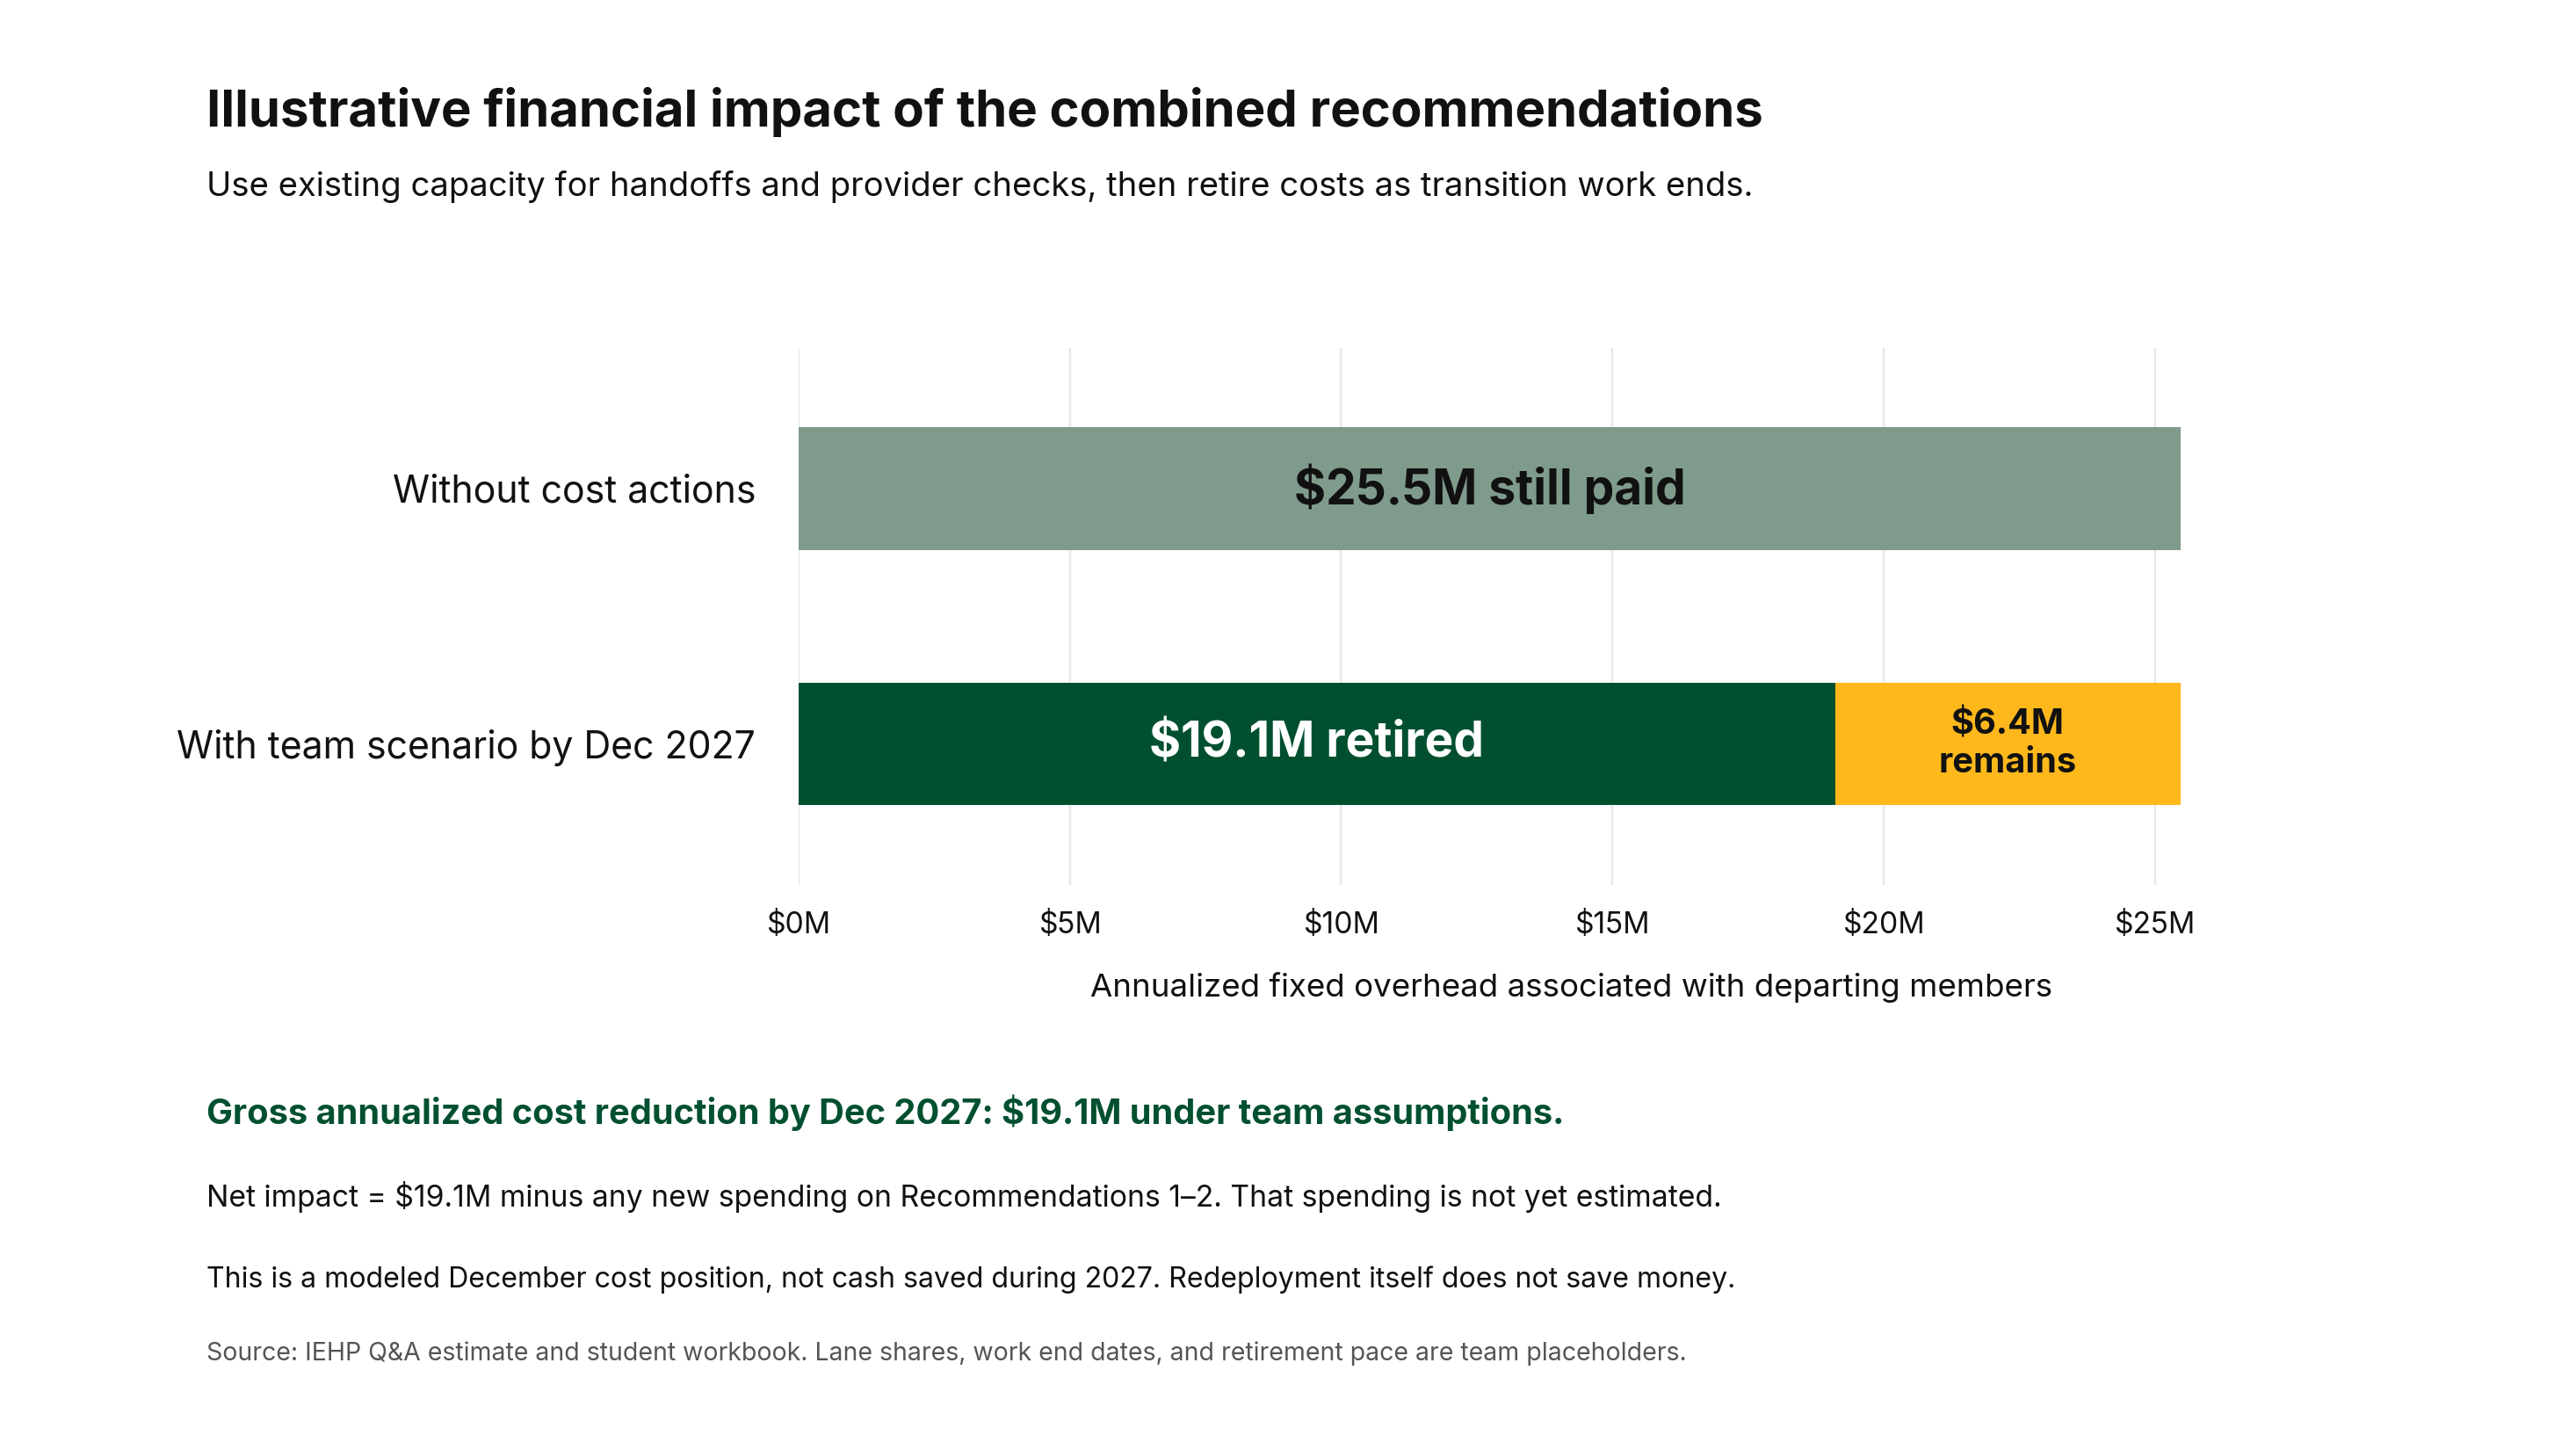 Illustrative financial impact of the combined recommendations
Use existing capacity for handoffs and provider checks, then retire costs as transition work ends.
Without cost actions
$25.5M still paid
With team scenario by Dec 2027
$19.1M retired
$6.4M
remains
$0M
$5M
$10M
$15M
$20M
$25M
Annualized fixed overhead associated with departing members
Gross annualized cost reduction by Dec 2027: $19.1M under team assumptions.
Net impact = $19.1M minus any new spending on Recommendations 1–2. That spending is not yet estimated.
This is a modeled December cost position, not cash saved during 2027. Redeployment itself does not save money.
Source: IEHP Q&A estimate and student workbook. Lane shares, work end dates, and retirement pace are team placeholders.